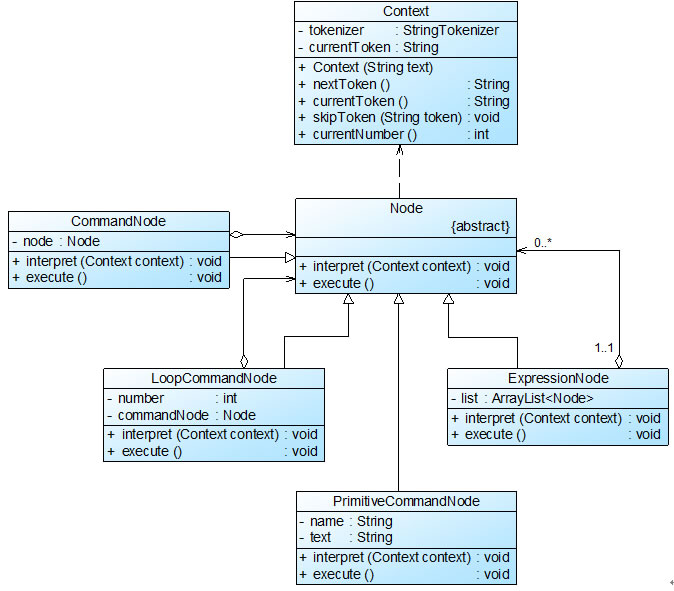 Context
- tokenizer : StringTokenizer
- currentToken : String
+ Context (String text)
+ nextToken () : String
+ currentToken () : String
+ skipToken (String token) : void
+ currentNumber () : int
Node
{abstract}
+ interpret (Context context) : void
+ execute () : void
CommandNode
- node : Node
+ interpret (Context context) : void
+ execute () : void
0..*
1..1
LoopCommandNode
- number : int
- commandNode : Node
+ interpret (Context context) : void
+ execute () : void
ExpressionNode
- list : ArrayList<Node>
+ interpret (Context context) : void
+ execute () : void
PrimitiveCommandNode
- name : String
- text : String
+ interpret (Context context) : void
+ execute () : void